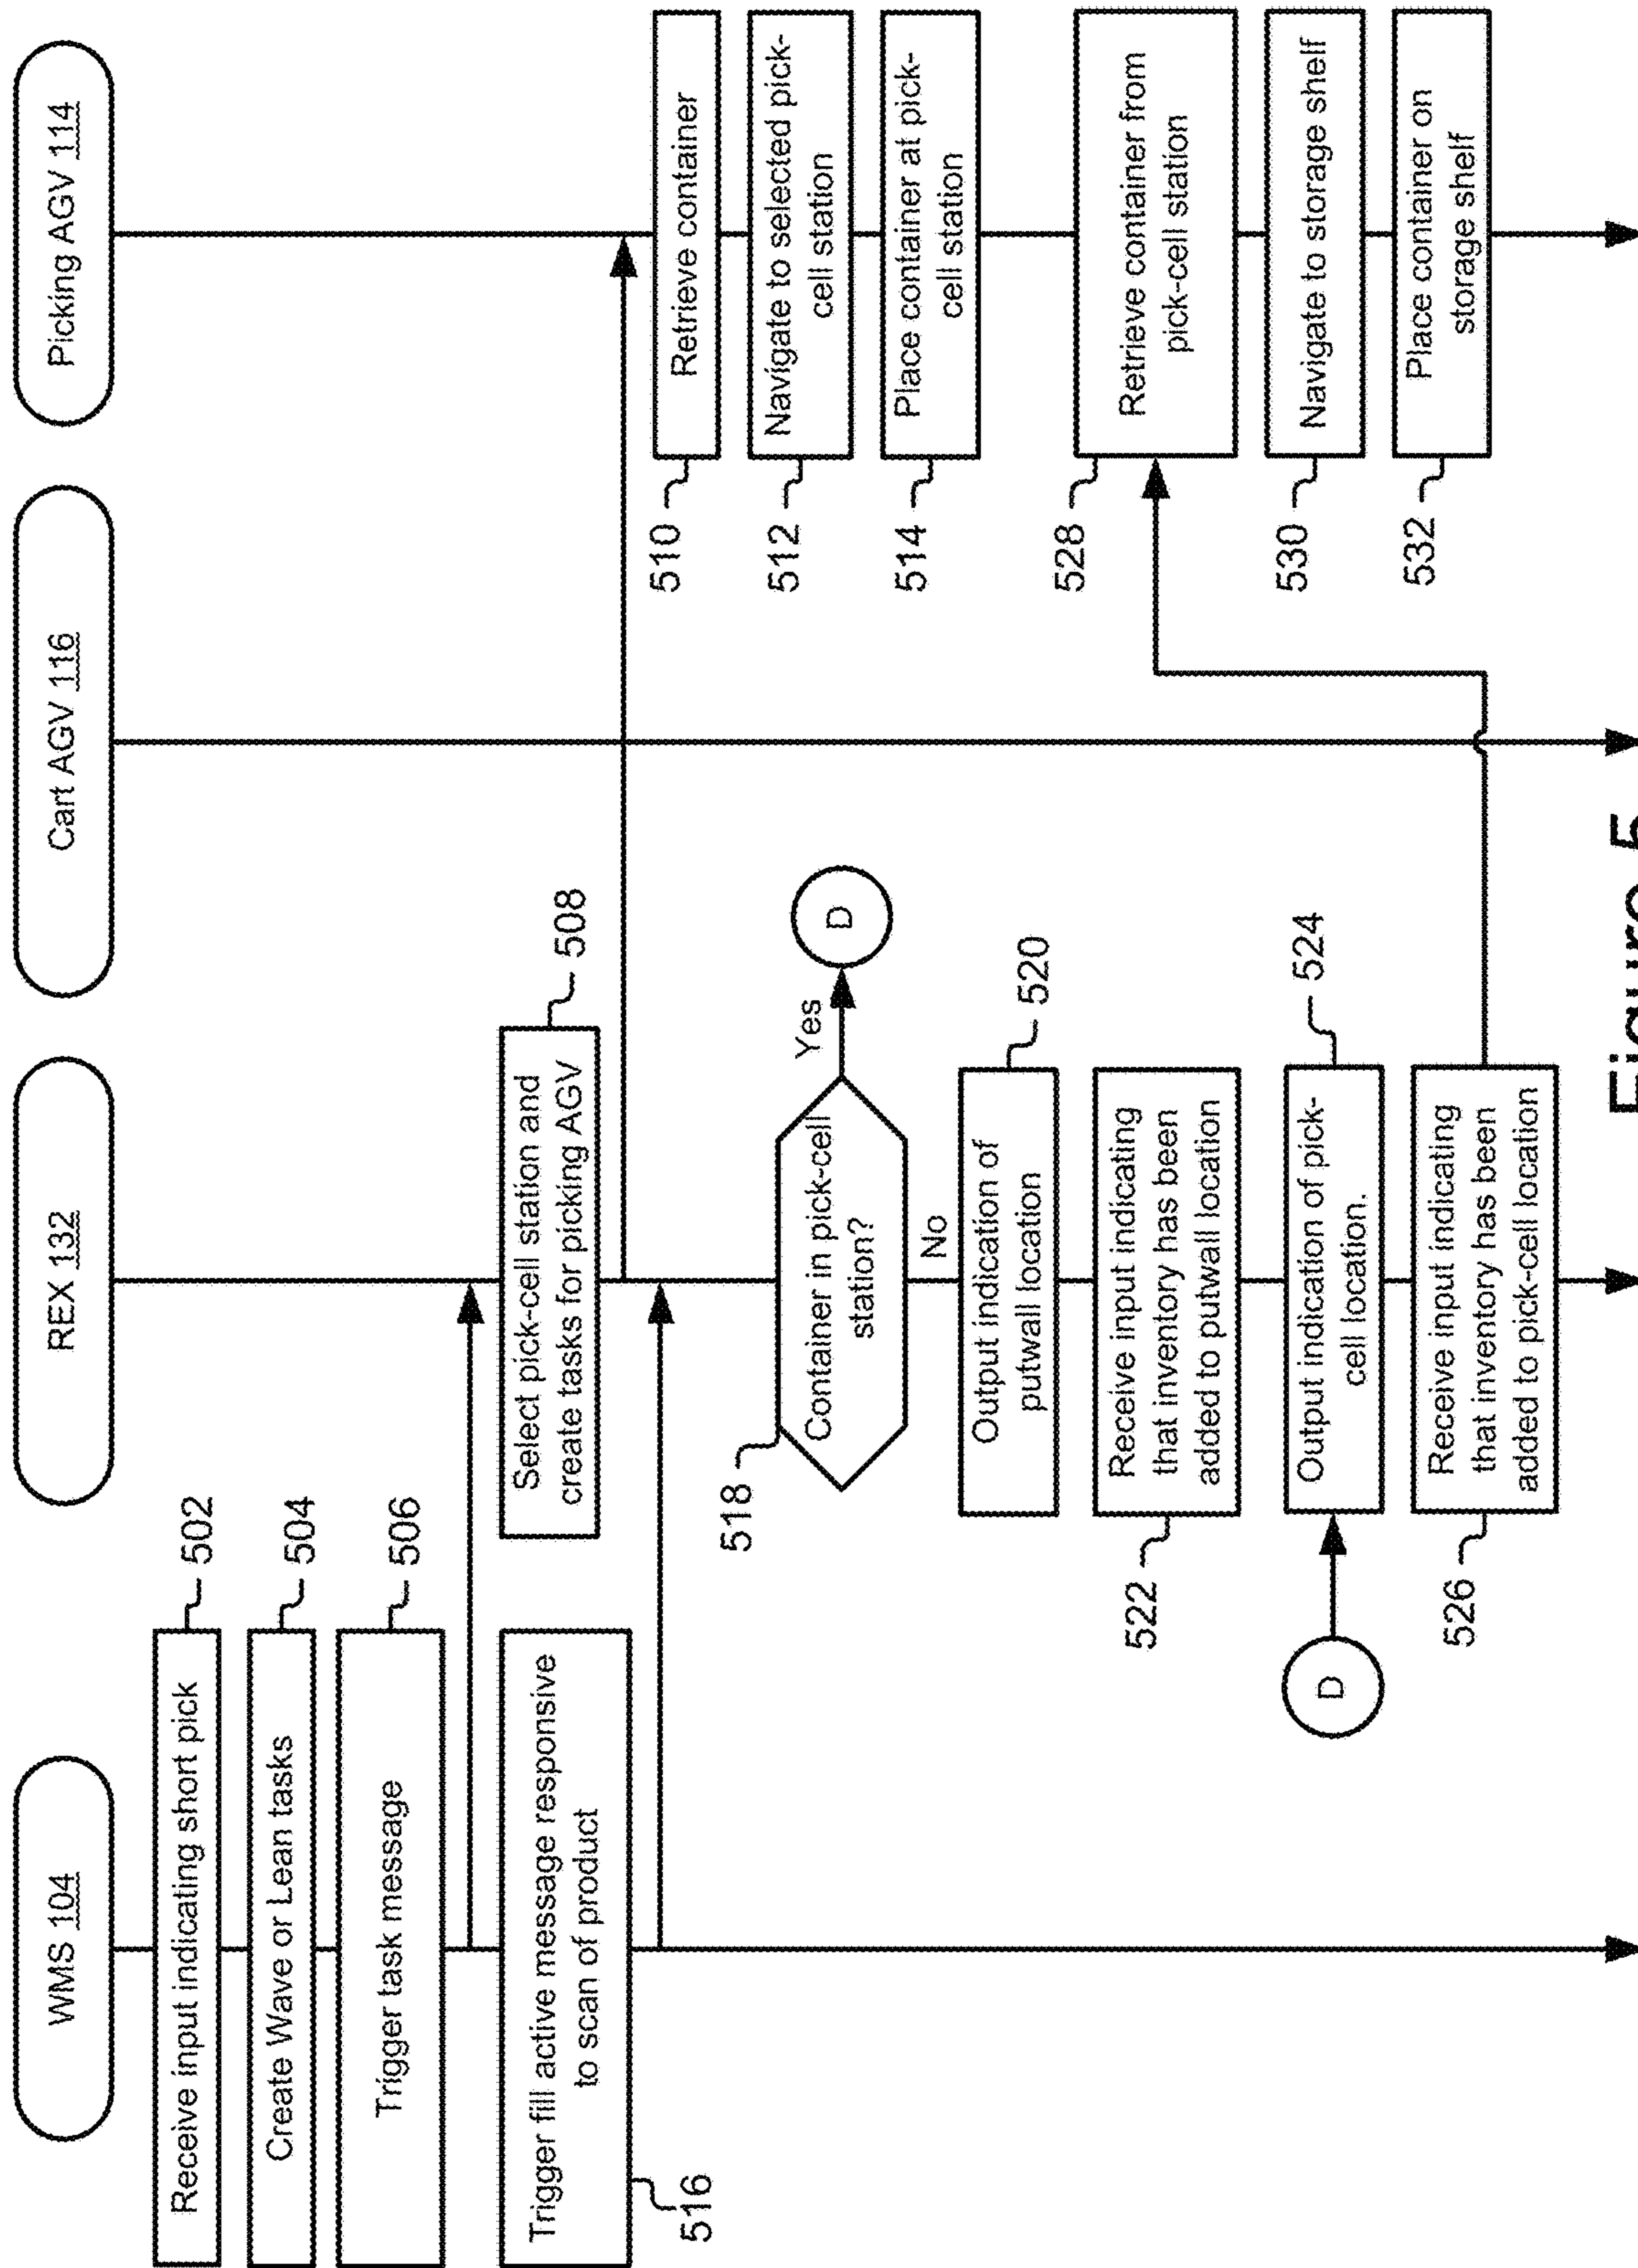 WMS 104
REX 132
Cart AGV 116
Picking AGV 114
Receive input indicating short pick
502
Create Wave or Lean tasks
504
Trigger task message
506
Select pick-cell station and
create tasks for picking AGV
508
Retrieve container
510
Navigate to selected pick-
cell station
512
Place container at pick-
cell station
514
Trigger fill active message responsive
to scan of product
516
Container in pick-cell
station?
518
Yes
D
No
Output indication of
putwall location
520
Receive input indicating
that inventory has been
added to putwall location
522
D
Output indication of pick-
cell location.
524
Receive input indicating
that inventory has been
added to pick-cell location
526
Retrieve container from
pick-cell station
528
Navigate to storage shelf
530
Place container on
storage shelf
532
Figure 5